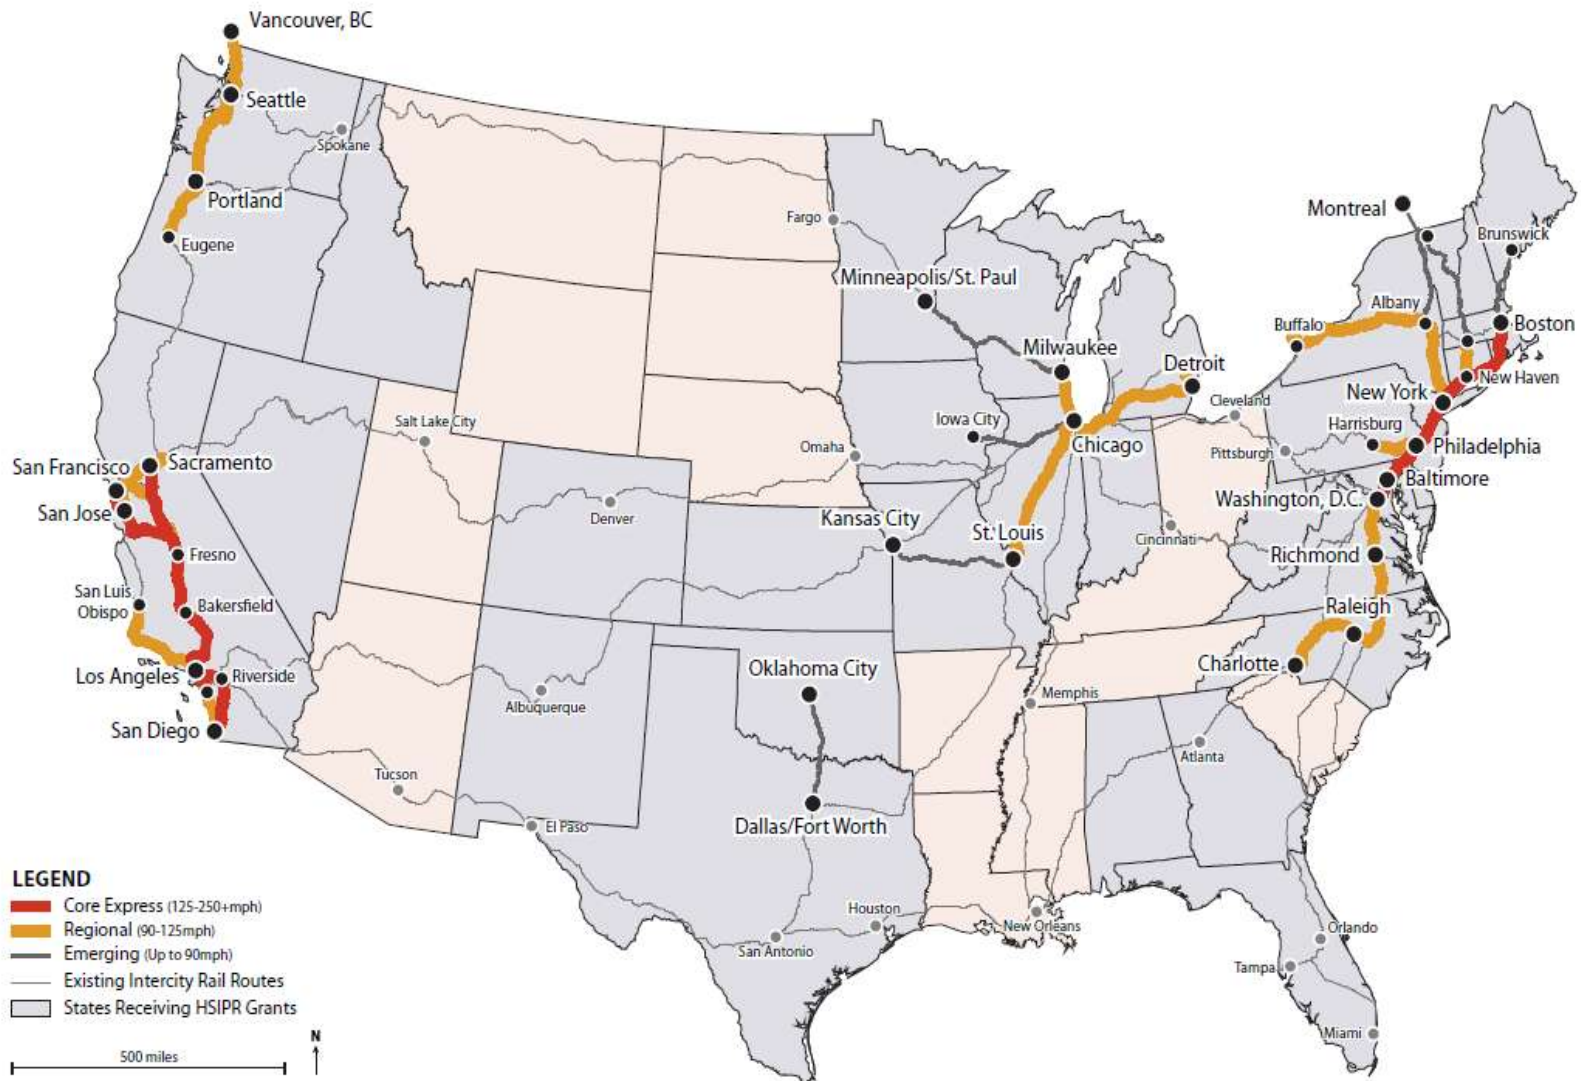 Vancouver, BC
Seattle
Spokane
Portland
Eugene
Fargo
Montreal
Brunswick
Minneapolis/St. Paul
Albany
Buffalo
Boston
Milwaukee
Detroit
New Haven
New York
Cleveland
Salt Lake City
Iowa City
Harrisburg
Chicago
Omaha
Pittsburgh
Philadelphia
San Francisco
Sacramento
Baltimore
Washington, D.C.
San Jose
Denver
Kansas City
St. Louis
Cincinnati
Fresno
Richmond
San Luis
Obispo
Bakersfield
Raleigh
Los Angeles
Riverside
Oklahoma City
Charlotte
Albuquerque
Memphis
San Diego
Atlanta
Tucson
El Paso
Dallas/Fort Worth
Houston
New Orleans
San Antonio
Orlando
Tampa
Miami
LEGEND
Core Express (125-250+mph)
Regional (90-125mph)
Emerging (Up to 90mph)
Existing Intercity Rail Routes
States Receiving HSIPR Grants
N
500 miles